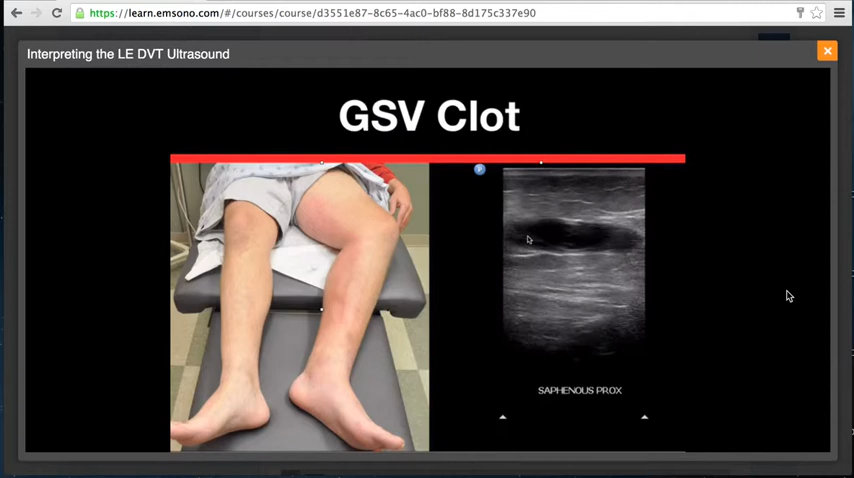 https://learn.emsono.com/#/courses/course/d3551e87-8c65-4ac0-bf88-8d175c337e90
Interpreting the LE DVT Ultrasound
GSV Clot
P
SAPHENOUS PROX